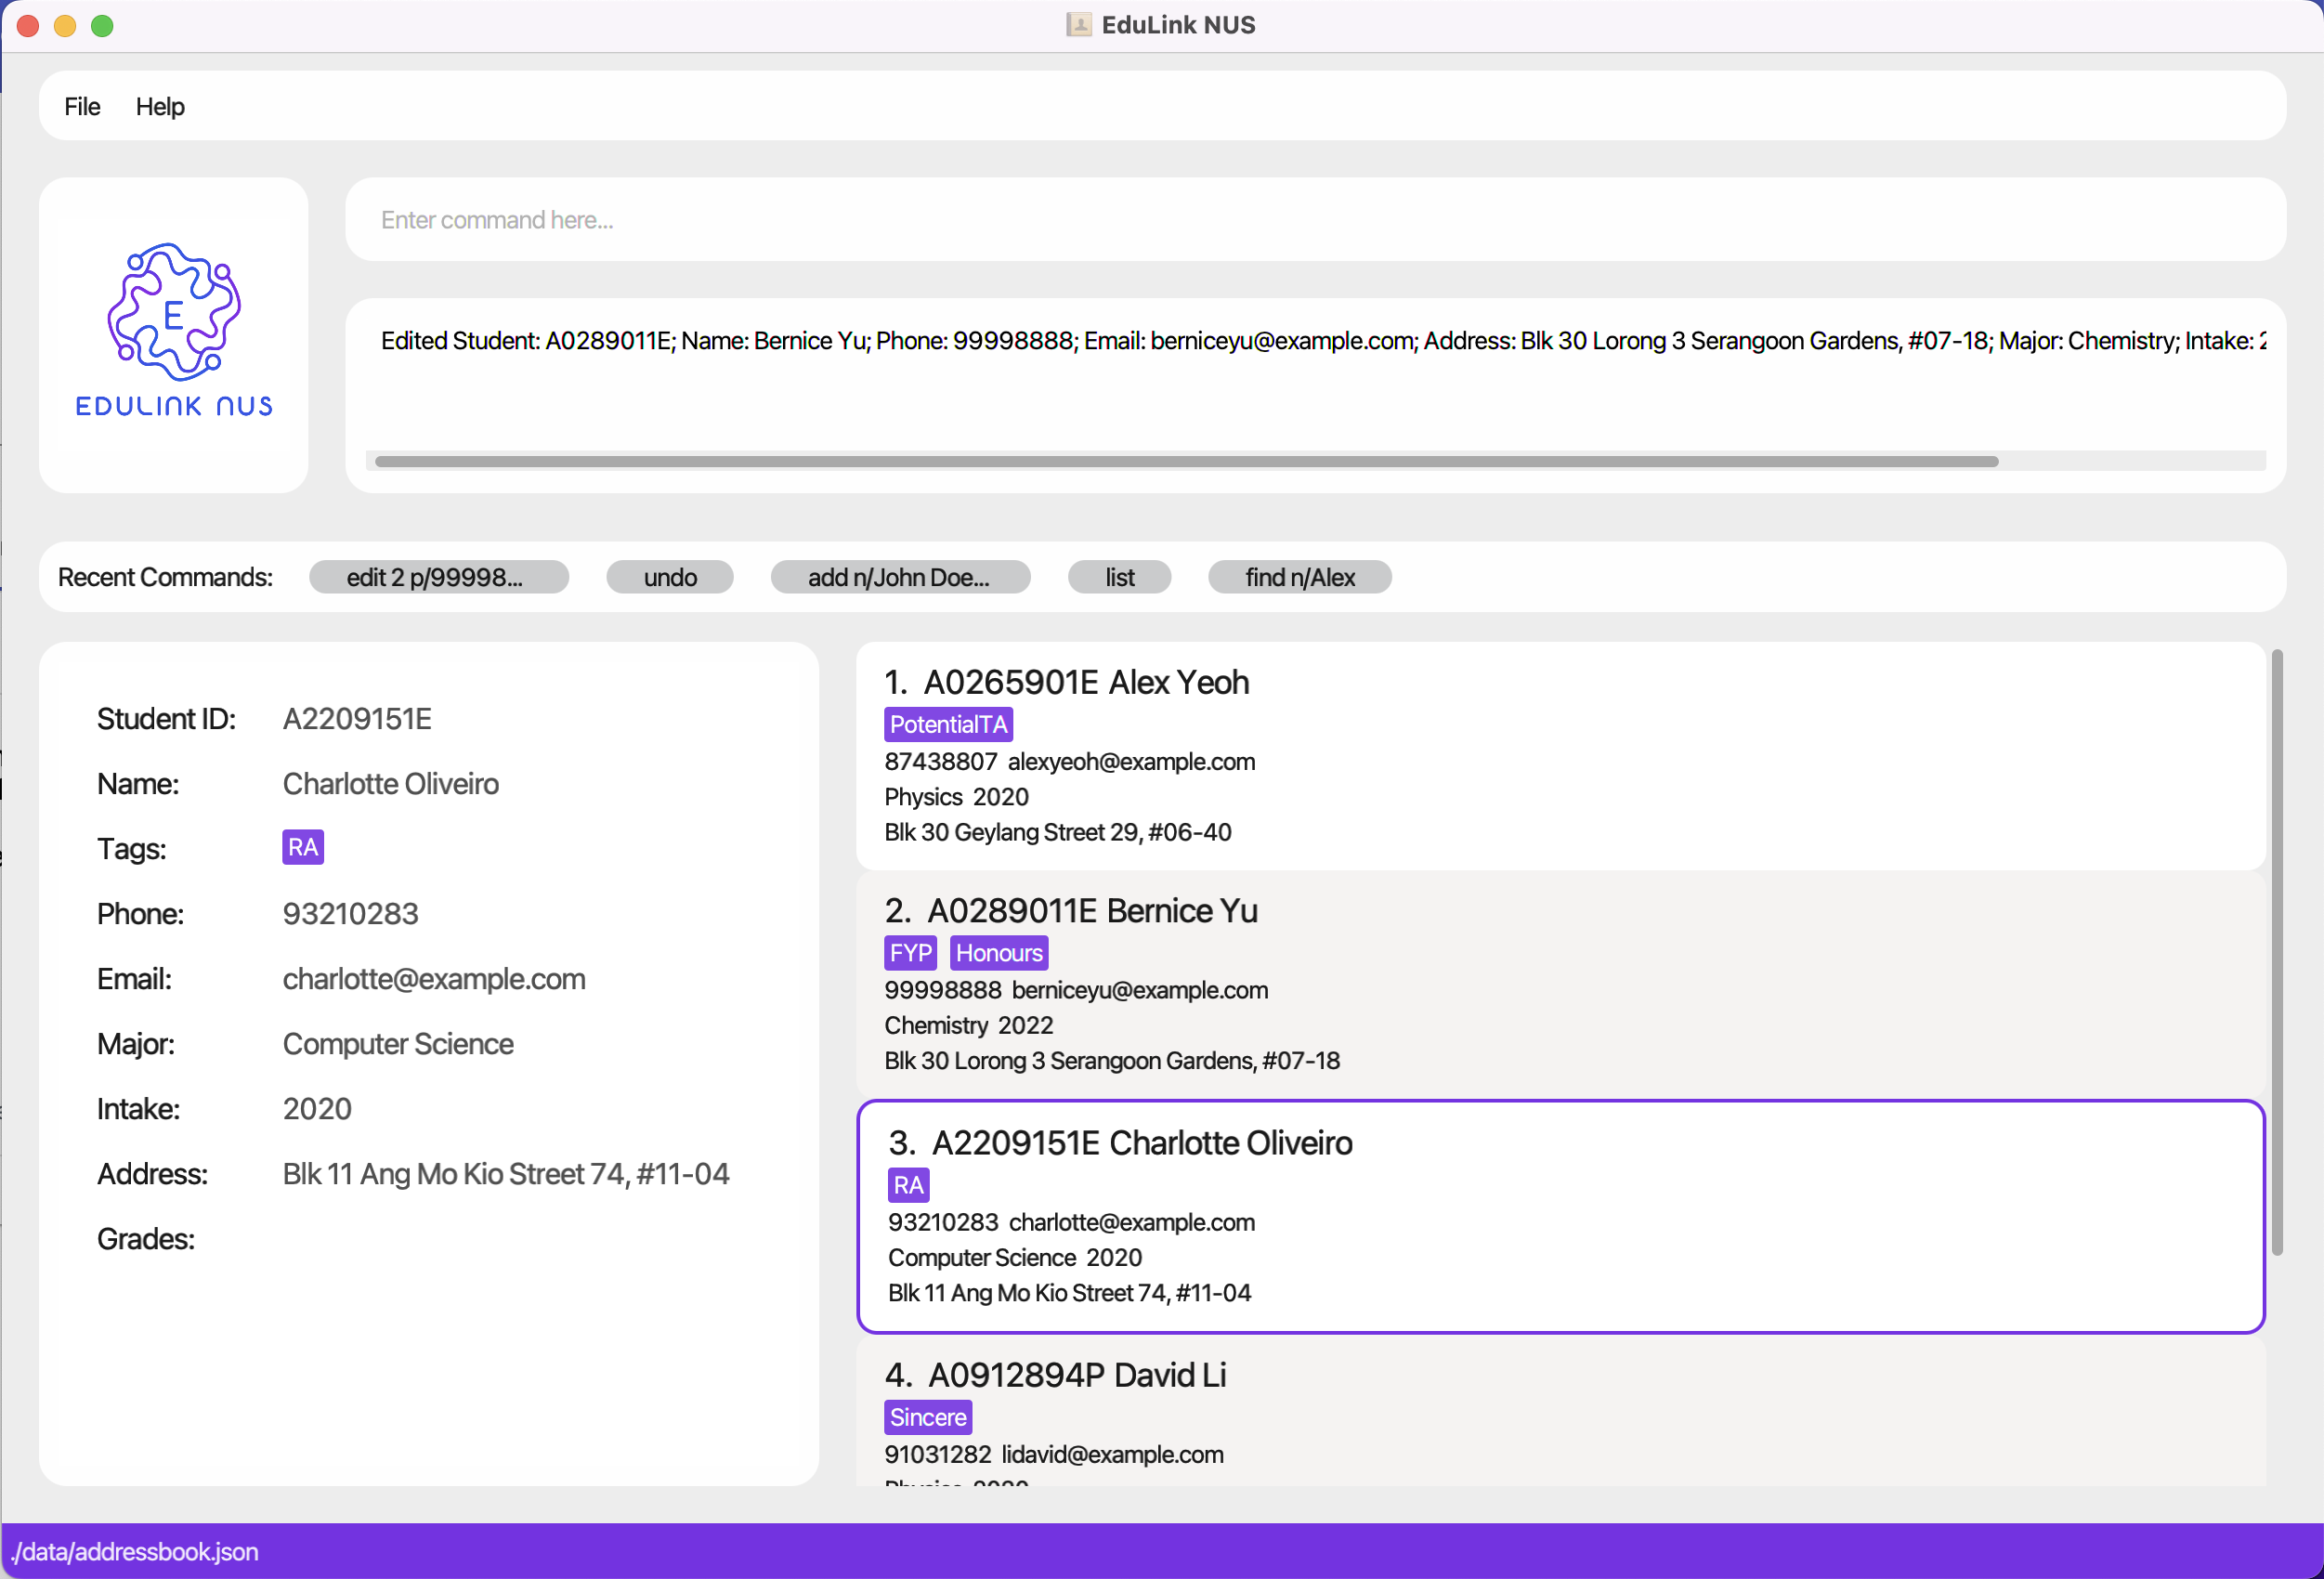 EduLink NUS
File Help
Enter command here...
E
EDULINK NUS
Edited Student: A0289011E; Name: Bernice Yu; Phone: 99998888; Email: berniceyu@example.com; Address: Blk 30 Lorong 3 Serangoon Gardens, #07-18; Major: Chemistry; Intake:
Recent Commands: edit 2 p/99998... undo add n/John Doe... list find n/Alex
Student ID: A2209151E
Name: Charlotte Oliveiro
Tags: RA
Phone: 93210283
Email: charlotte@example.com
Major: Computer Science
Intake: 2020
Address: Blk 11 Ang Mo Kio Street 74, #11-04
Grades:
1. A0265901E Alex Yeoh
PotentialTA
87438807 alexyeoh@example.com
Physics 2020
Blk 30 Geylang Street 29, #06-40
2. A0289011E Bernice Yu
FYP Honours
99998888 berniceyu@example.com
Chemistry 2022
Blk 30 Lorong 3 Serangoon Gardens, #07-18
3. A2209151E Charlotte Oliveiro
RA
93210283 charlotte@example.com
Computer Science 2020
Blk 11 Ang Mo Kio Street 74, #11-04
4. A0912894P David Li
Sincere
91031282 lidavid@example.com
./data/addressbook.json